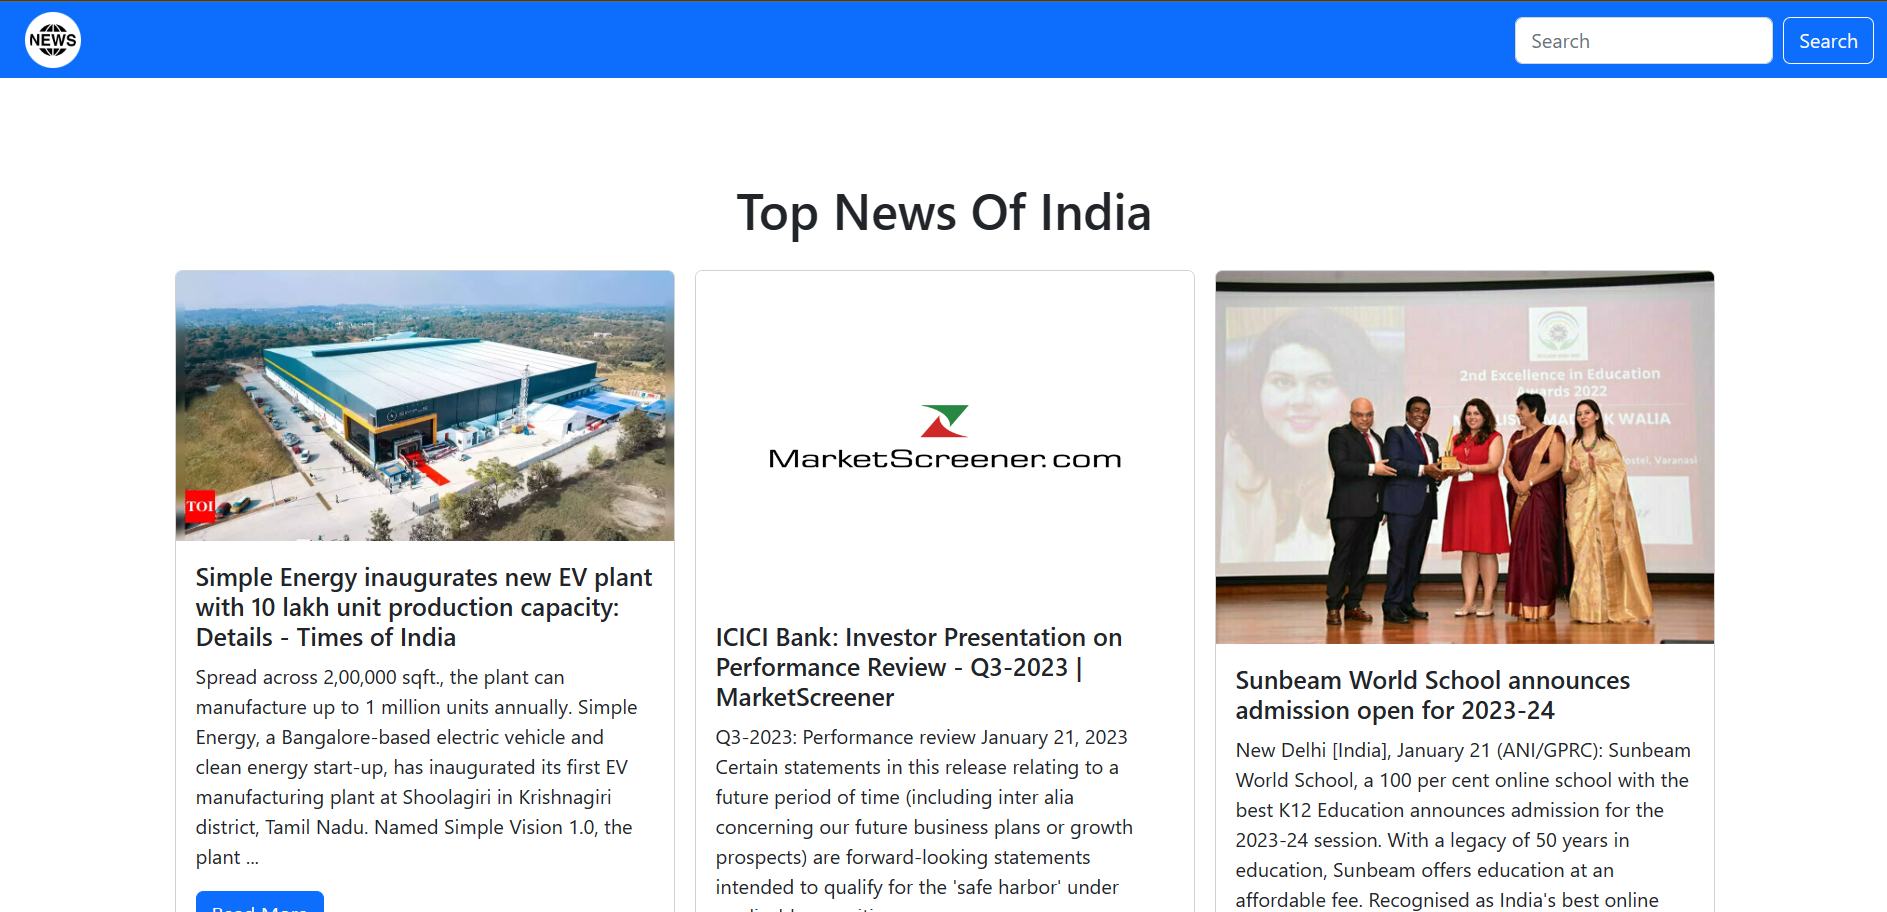 NEWS
Search
Search
Top News Of India
TOI
Simple Energy inaugurates new EV plant
with 10 lakh unit production capacity:
Details - Times of India
Spread across 2,00,000 sqft., the plant can
manufacture up to 1 million units annually. Simple
Energy, a Bangalore-based electric vehicle and
clean energy start-up, has inaugurated its first EV
manufacturing plant at Shoolagiri in Krishnagiri
district, Tamil Nadu. Named Simple Vision 1.0, the
plant ...
Read More
MarketScreener.com
ICICI Bank: Investor Presentation on
Performance Review - Q3-2023 |
MarketScreener
Q3-2023: Performance review January 21, 2023
Certain statements in this release relating to a
future period of time (including inter alia
concerning our future business plans or growth
prospects) are forward-looking statements
intended to qualify for the 'safe harbor' under
2nd Excellence in Education
Awards 2022
WALIA
Varanasi
Sunbeam World School announces
admission open for 2023-24
New Delhi [India], January 21 (ANI/GPRC): Sunbeam
World School, a 100 per cent online school with the
best K12 Education announces admission for the
2023-24 session. With a legacy of 50 years in
education, Sunbeam offers education at an
affordable fee. Recognised as India's best online